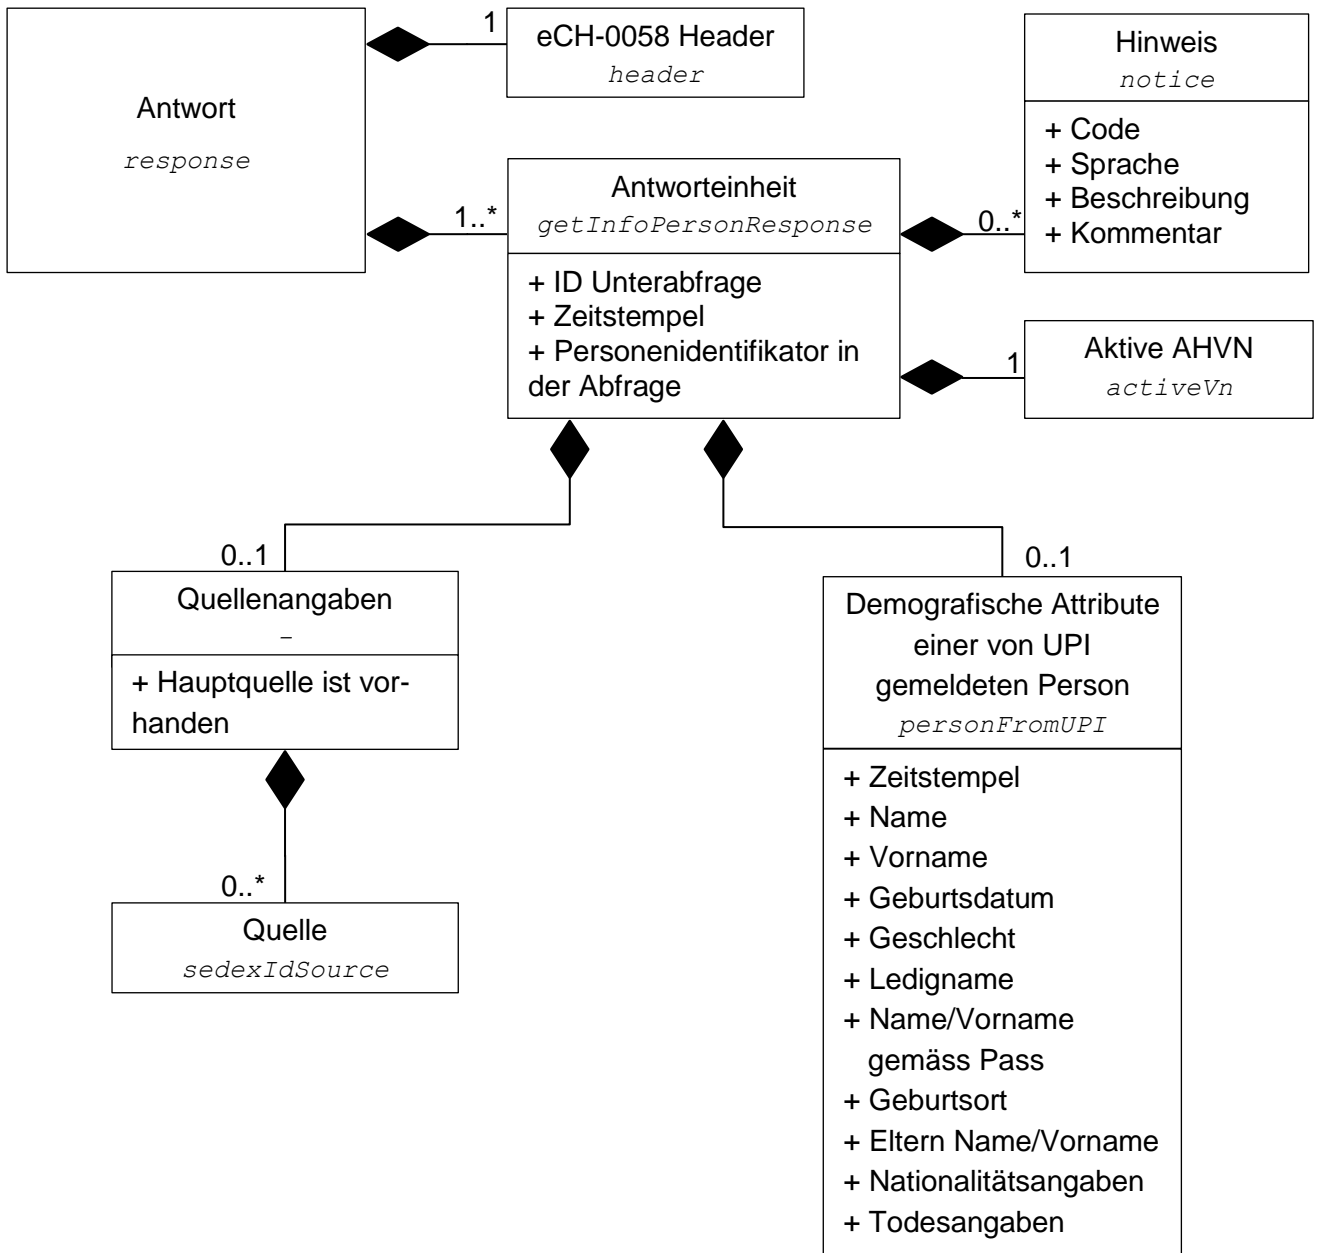 Antwort
response
1
eCH-0058 Header
header
1..*
Antworteinheit
getInfoPersonResponse
+ ID Unterabfrage
+ Zeitstempel
+ Personenidentifikator in
der Abfrage
0..*
Hinweis
notice
+ Code
+ Sprache
+ Beschreibung
+ Kommentar
1
Aktive AHVN
activeVn
0..1
Quellenangaben
–
+ Hauptquelle ist vor-
handen
0..*
Quelle
sedexIdSource
0..1
Demografische Attribute
einer von UPI
gemeldeten Person
personFromUPI
+ Zeitstempel
+ Name
+ Vorname
+ Geburtsdatum
+ Geschlecht
+ Ledigname
+ Name/Vorname
gemäss Pass
+ Geburtsort
+ Eltern Name/Vorname
+ Nationalitätsangaben
+ Todesangaben